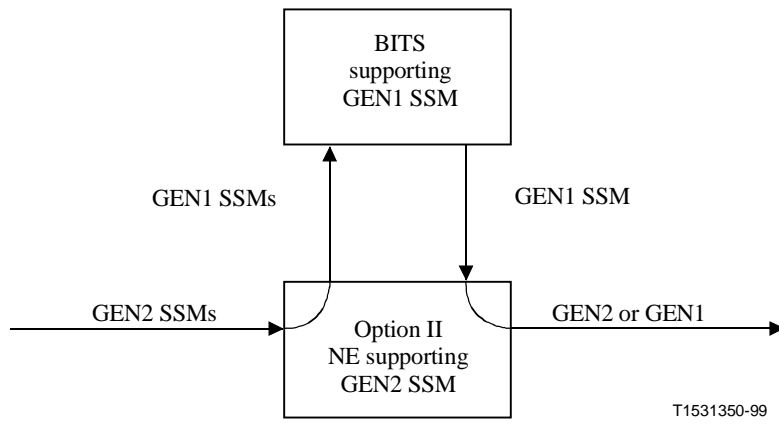 BITS
supporting
GEN1 SSM
GEN1 SSMs
GEN1 SSM
GEN2 SSMs
Option II
NE supporting
GEN2 SSM
GEN2 or GEN1
T1531350-99